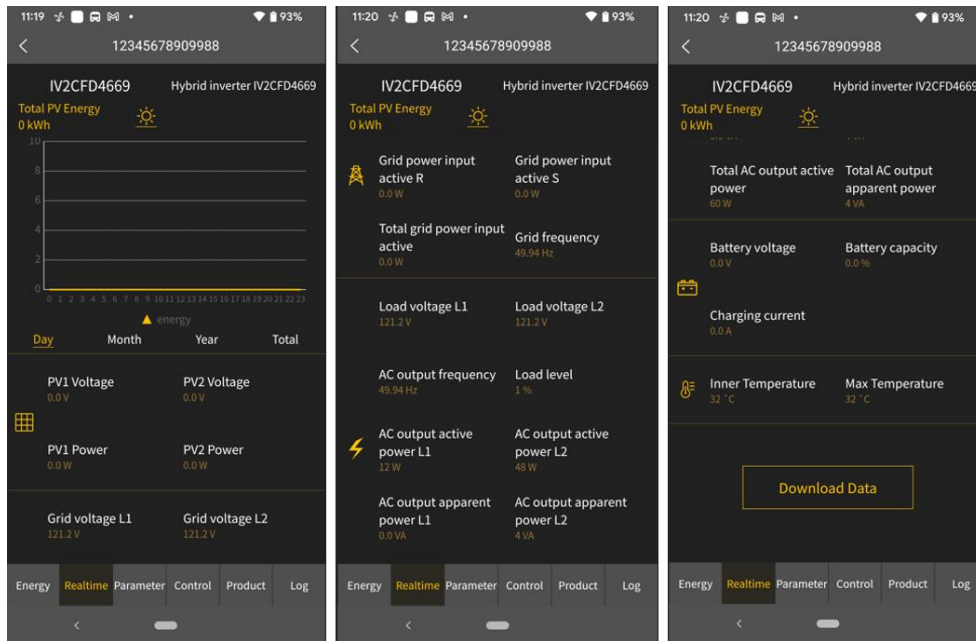 11:19
93%
12345678909988
IV2CFD4669
Hybrid inverter IV2CFD4669
Total PV Energy
0 kWh
10
8
6
4
2
0
0 1 2 3 4 5 6 7 8 9 10 11 12 13 14 15 16 17 18 19 20 21 22 23
energy
Day Month Year Total
PV1 Voltage PV2 Voltage
0.0 V 0.0 V
PV1 Power PV2 Power
0.0 W 0.0 W
Grid voltage L1 Grid voltage L2
121.2 V 121.2 V
Energy Realtime Parameter Control Product Log
11:20
93%
12345678909988
IV2CFD4669
Hybrid inverter IV2CFD4669
Total PV Energy
0 kWh
Grid power input Grid power input
active R active S
0.0 W 0.0 W
Total grid power input
active
0.0 W
Grid frequency
49.94 Hz
Load voltage L1 Load voltage L2
121.2 V 121.2 V
AC output frequency Load level
49.94 Hz 1 %
AC output active AC output active
power L1 power L2
12 W 48 W
AC output apparent AC output apparent
power L1 power L2
0.0 VA 4 VA
Energy Realtime Parameter Control Product Log
11:20
93%
12345678909988
IV2CFD4669
Hybrid inverter IV2CFD4669
Total PV Energy
0 kWh
Total AC output active Total AC output
power apparent power
60 W 4 VA
Battery voltage Battery capacity
0.0 V 0.0 %
Charging current
0.0 A
Inner Temperature Max Temperature
32 °C 32 °C
Download Data
Energy Realtime Parameter Control Product Log